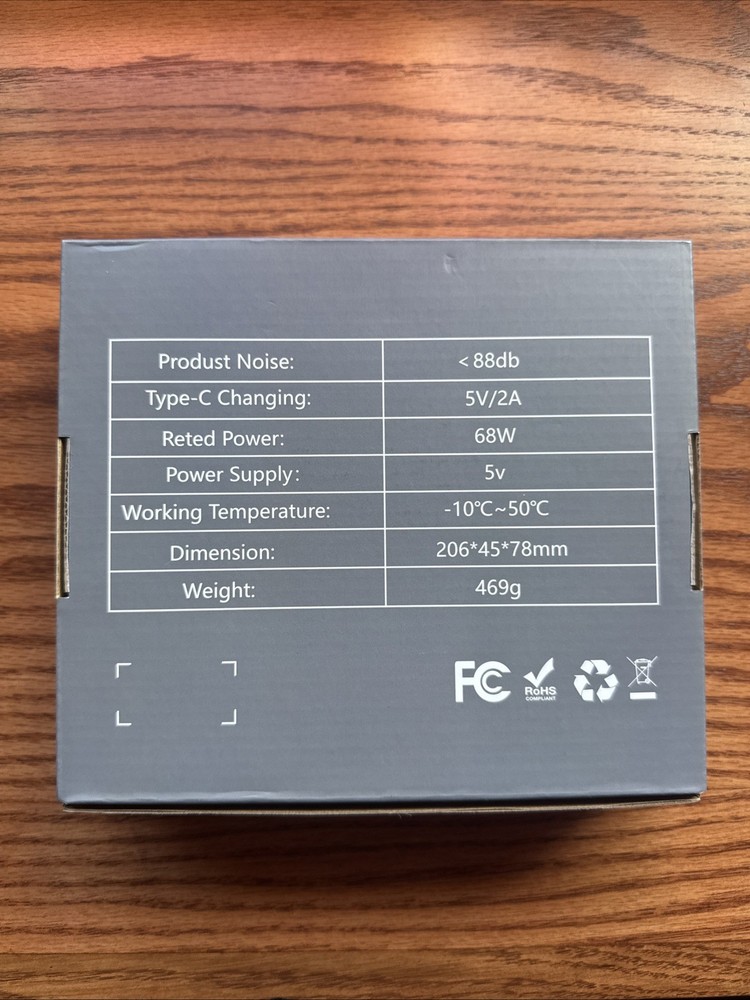 Produst Noise: <88db
Type-C Changing: 5V/2A
Reted Power: 68W
Power Supply: 5v
Working Temperature: -10℃~50℃
Dimension: 206*45*78mm
Weight: 469g
FC
RoHS
COMPLIANT